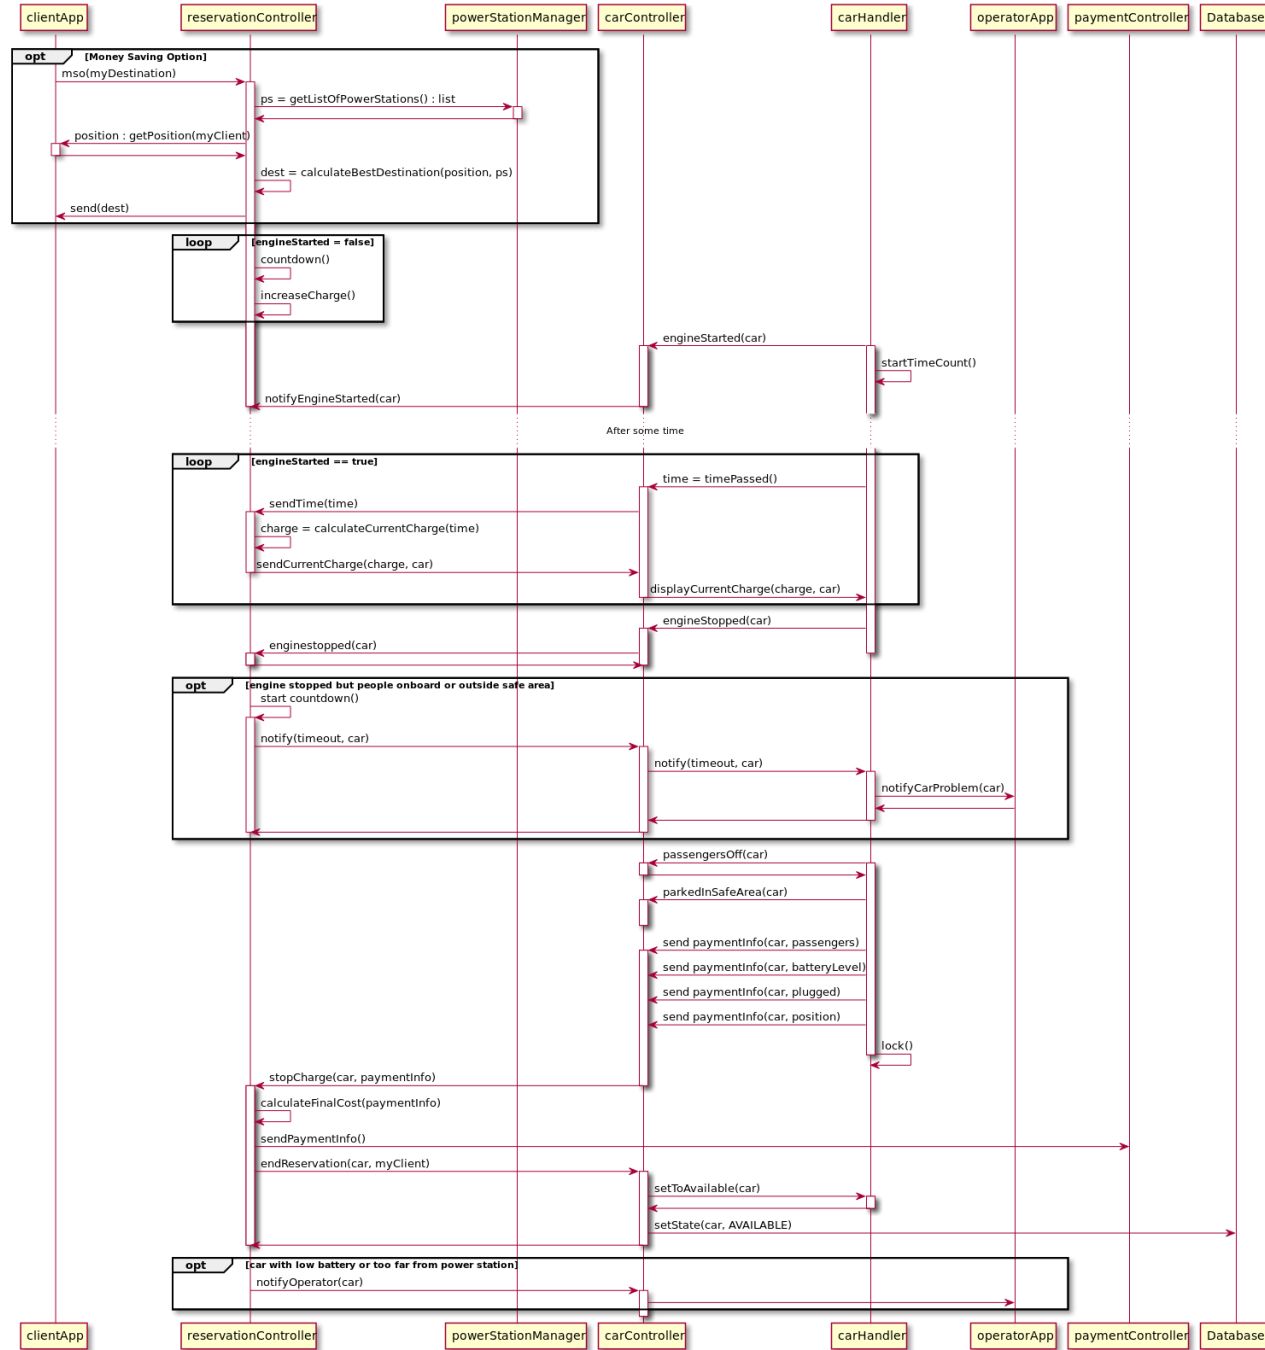 clientApp reservationController powerStationManager carController carHandler operatorApp paymentController Database
opt [Money Saving Option]
mso(myDestination)
ps = getListOfPowerStations() : list
position : getPosition(myClient)
dest = calculateBestDestination(position, ps)
send(dest)
loop [engineStarted = false]
countdown()
increaseCharge()
engineStarted(car)
startTimeCount()
notifyEngineStarted(car)
After some time
loop [engineStarted == true]
time = timePassed()
sendTime(time)
charge = calculateCurrentCharge(time)
sendCurrentCharge(charge, car)
displayCurrentCharge(charge, car)
engineStopped(car)
enginestopped(car)
opt [engine stopped but people onboard or outside safe area]
start countdown()
notify(timeout, car)
notify(timeout, car)
notifyCarProblem(car)
passengersOff(car)
parkedInSafeArea(car)
send paymentInfo(car, passengers)
send paymentInfo(car, batteryLevel)
send paymentInfo(car, plugged)
send paymentInfo(car, position)
lock()
stopCharge(car, paymentInfo)
calculateFinalCost(paymentInfo)
sendPaymentInfo()
endReservation(car, myClient)
setToAvailable(car)
setState(car, AVAILABLE)
opt [car with low battery or too far from power station]
notifyOperator(car)
clientApp reservationController powerStationManager carController carHandler operatorApp paymentController Database